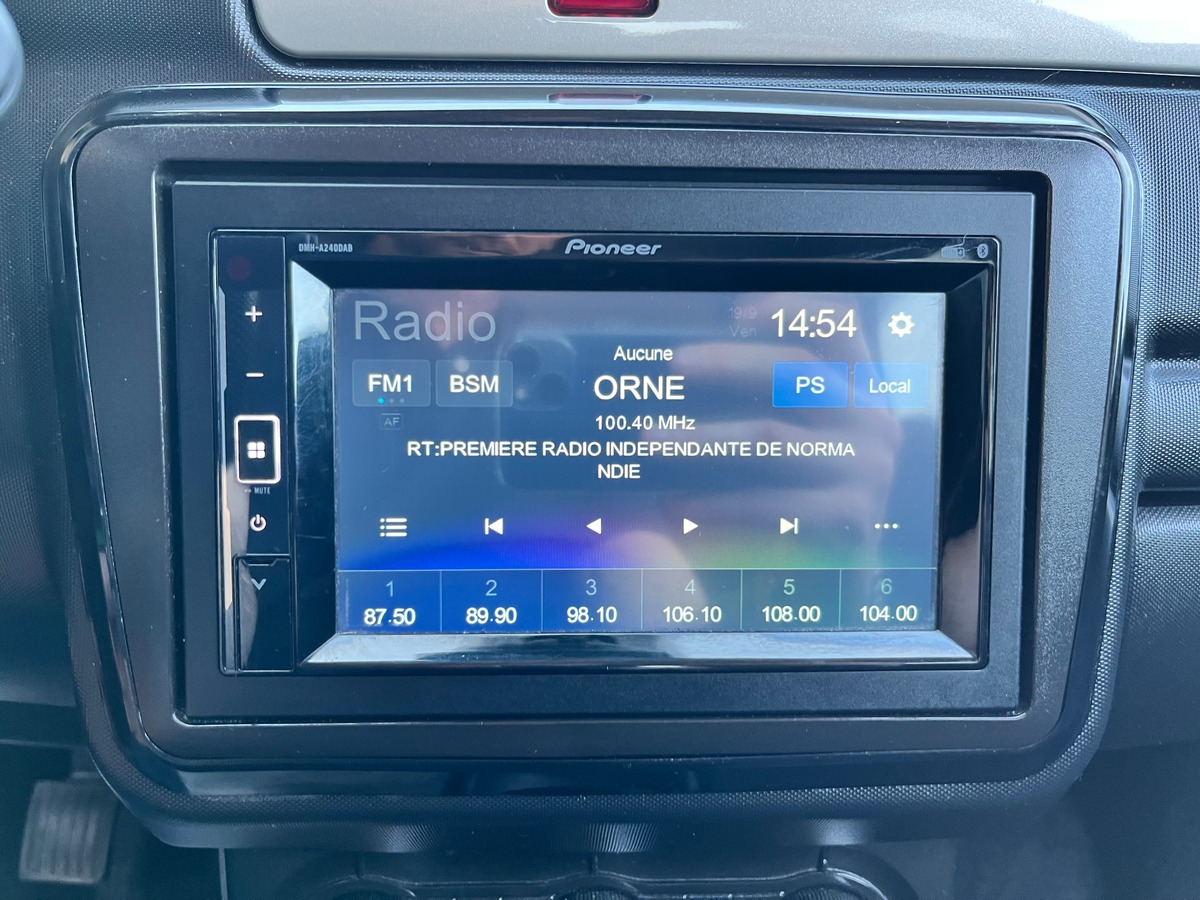 DMH-A240DAB
Pioneer
Radio
19/9
Ven
14:54
Aucune
FM1
BSM
ORNE
PS
Local
AF
100.40 MHz
RT:PREMIERE RADIO INDEPENDANTE DE NORMA
NDIE
MUTE
1 2 3 4 5 6
87.50 89.90 98.10 106.10 108.00 104.00